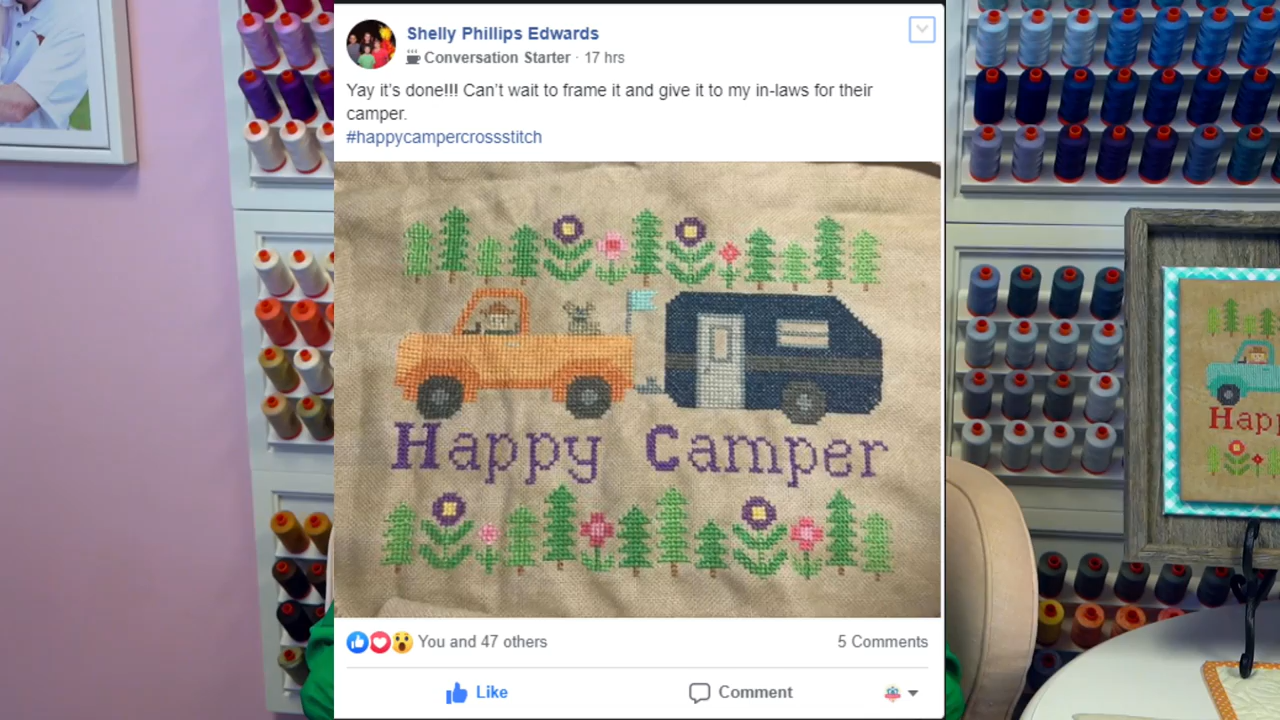 Shelly Phillips Edwards
Conversation Starter · 17 hrs
Yay it's done!!! Can't wait to frame it and give it to my in-laws for their
camper.
#happycampercrossstitch
Happy Camper
You and 47 others
5 Comments
Like
Comment